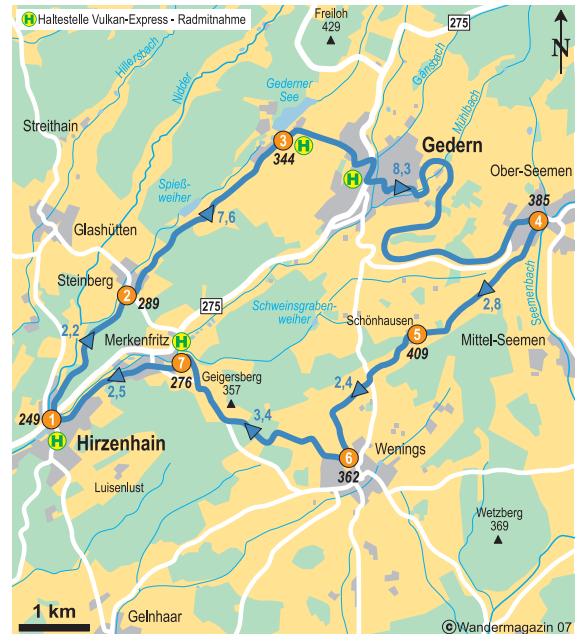 H Haltestelle Vulkan-Express - Radmitnahme
Freiloh
429
275
N
Hillersbach
Nidder
Gänsbach
Mühlbach
Gederner
See
Streithain
3
344
H
Gedern
H
8,3
Ober-Seemen
385
4
Spieß-
weiher
7,6
Glashütten
Steinberg
2
289
275
Schweinsgraben-
weiher
2,8
Seemenbach
Schönhausen
5
409
Mittel-Seemen
2,2
Merkenfritz
H
7
276
Geigersberg
357
2,4
2,5
249
1
H
Hirzenhain
3,4
Wenings
6
362
Luisenlust
Wetzberg
369
1 km
Gelnhaar
©Wandermagazin 07